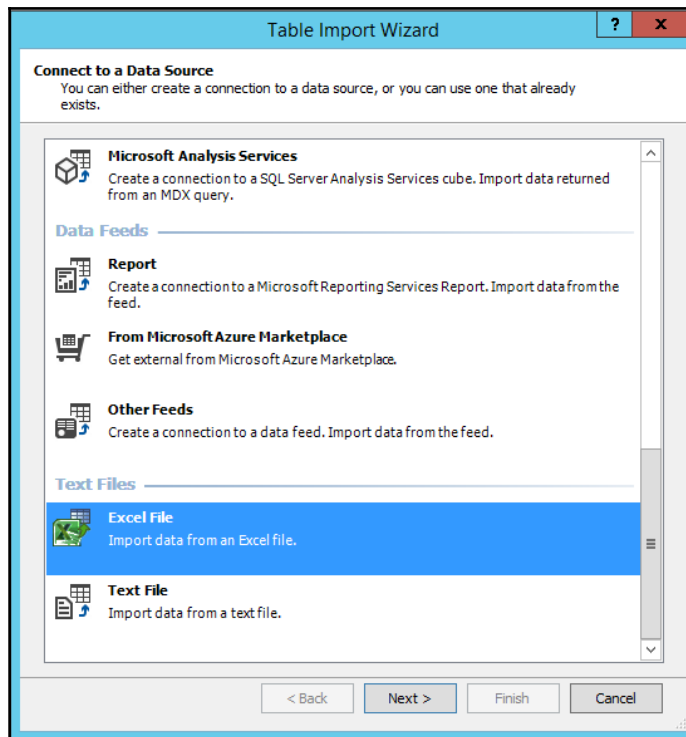 Table Import Wizard
?
x
Connect to a Data Source
You can either create a connection to a data source, or you can use one that already
exists.
Microsoft Analysis Services
Create a connection to a SQL Server Analysis Services cube. Import data returned
from an MDX query.
Data Feeds
Report
Create a connection to a Microsoft Reporting Services Report. Import data from the
feed.
From Microsoft Azure Marketplace
Get external from Microsoft Azure Marketplace.
Other Feeds
Create a connection to a data feed. Import data from the feed.
Text Files
Excel File
Import data from an Excel file.
Text File
Import data from a text file.
< Back
Next >
Finish
Cancel